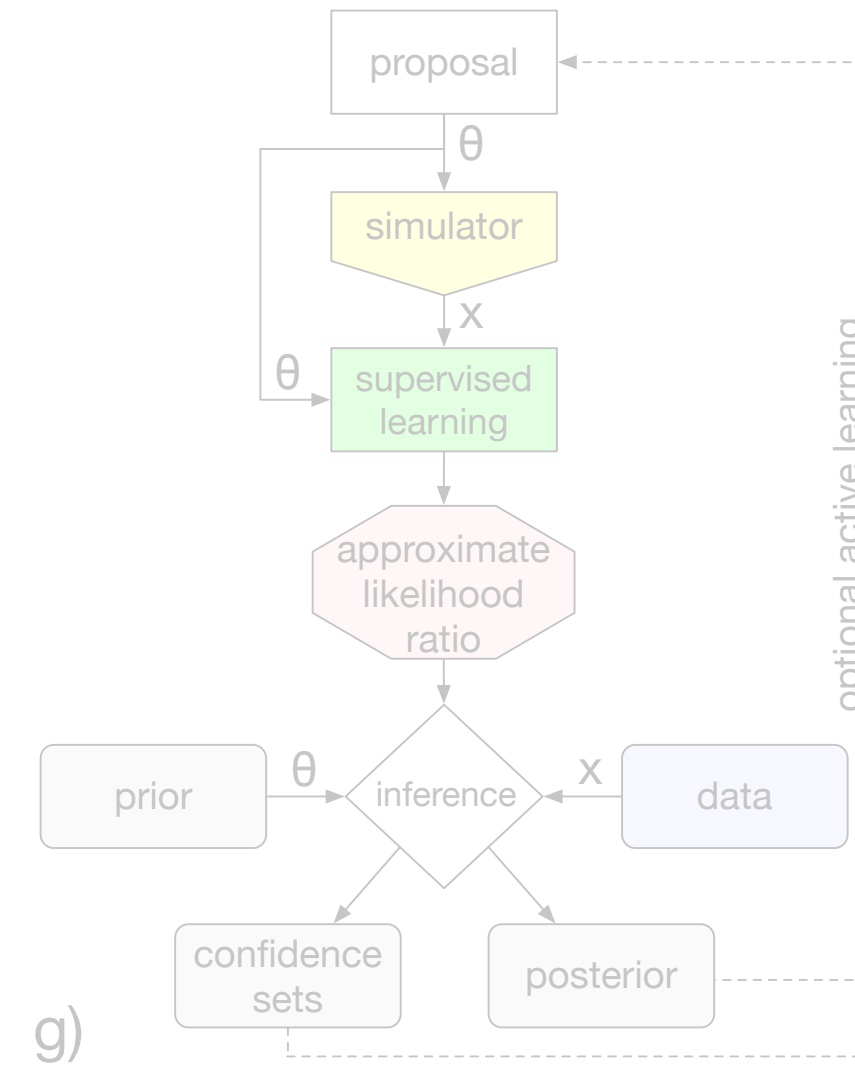 proposal
θ
simulator
x
θ
supervised
learning
optional active learning
approximate
likelihood
ratio
prior
θ
inference
x
data
confidence
sets
posterior
g)